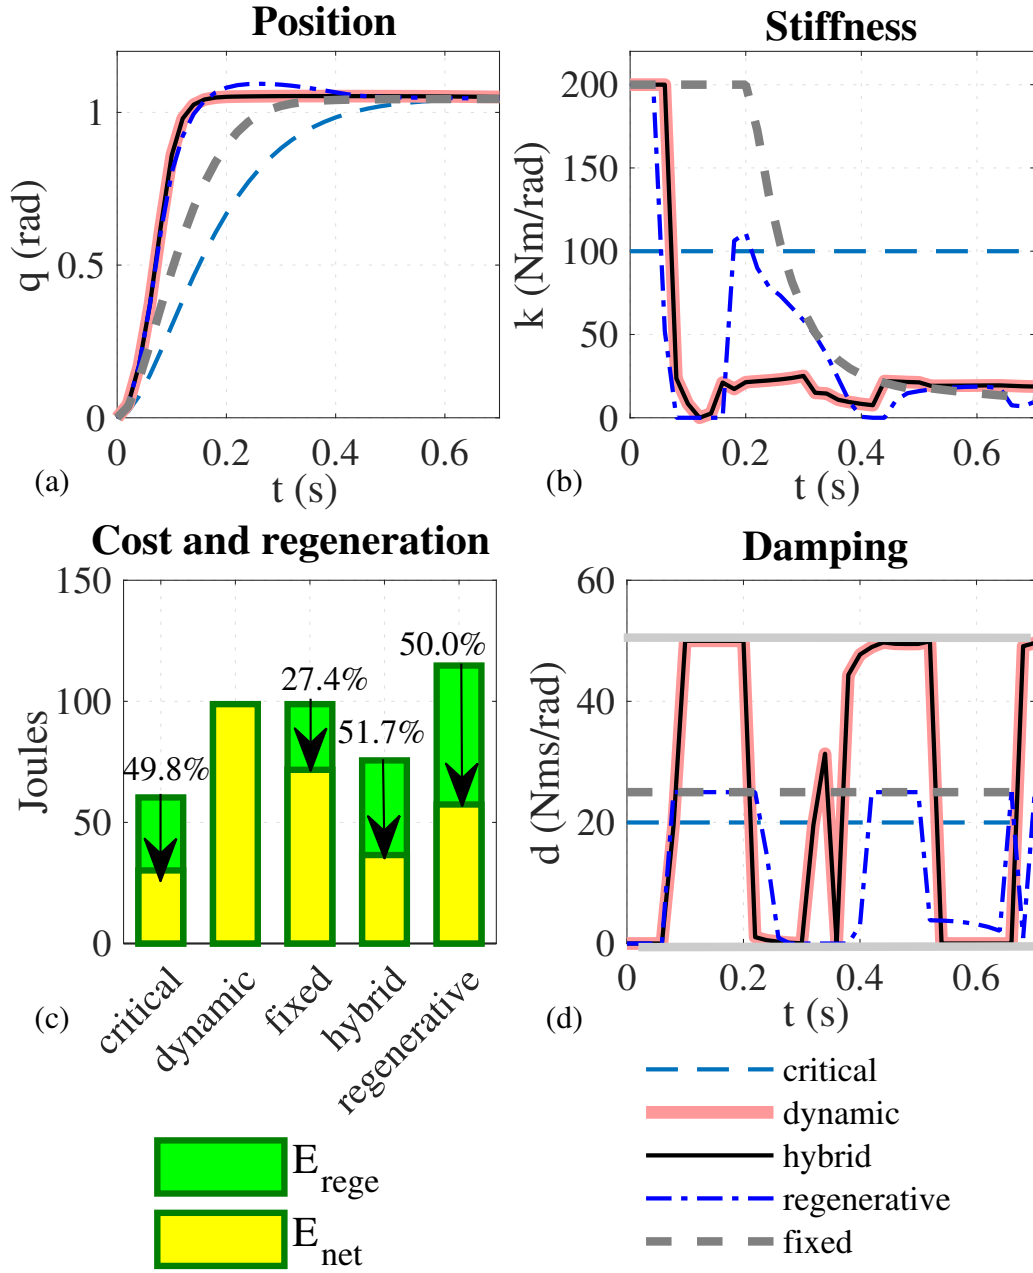 Position
q (rad)
1
0.5
0
0 0.2 0.4 0.6
t (s)
(a)
Stiffness
k (Nm/rad)
200
150
100
50
0
0 0.2 0.4 0.6
t (s)
(b)
Cost and regeneration
Joules
150
100
50
0
49.8%
27.4%
51.7%
50.0%
critical
dynamic
fixed
hybrid
regenerative
(c)
E rege
E net
Damping
d (Nms/rad)
60
40
20
0
0 0.2 0.4 0.6
t (s)
(d)
critical
dynamic
hybrid
regenerative
fixed